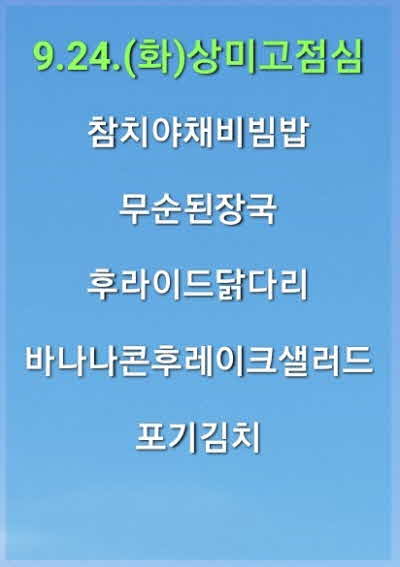 9.24.(화)상미고점심
참치야채비빔밥
무순된장국
후라이드닭다리
바나나콘후레이크샐러드
포기김치